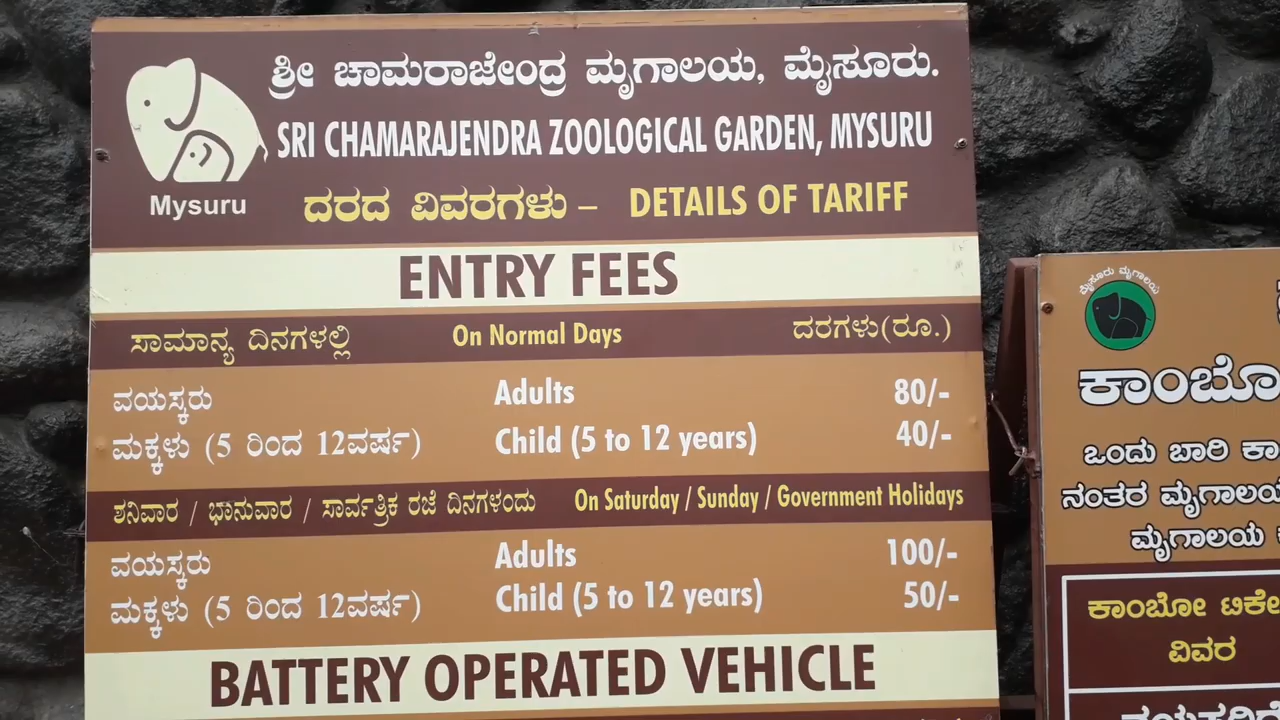 ಶ್ರೀ ಚಾಮರಾಜೇಂದ್ರ ಮೃಗಾಲಯ, ಮೈಸೂರು.
SRI CHAMARAJENDRA ZOOLOGICAL GARDEN, MYSURU
Mysuru
ದರದ ವಿವರಗಳು – DETAILS OF TARIFF
ENTRY FEES
ಸಾಮಾನ್ಯ ದಿನಗಳಲ್ಲಿ On Normal Days ದರಗಳು(ರೂ.)
ವಯಸ್ಕರು Adults 80/-
ಮಕ್ಕಳು (5 ರಿಂದ 12ವರ್ಷ) Child (5 to 12 years) 40/-
ಶನಿವಾರ / ಭಾನುವಾರ / ಸಾರ್ವತ್ರಿಕ ರಜೆ ದಿನಗಳಂದು On Saturday / Sunday / Government Holidays
ವಯಸ್ಕರು Adults 100/-
ಮಕ್ಕಳು (5 ರಿಂದ 12ವರ್ಷ) Child (5 to 12 years) 50/-
BATTERY OPERATED VEHICLE
ಮೈಸೂರು ಮೃಗಾಲಯ
ಕಾಂಬೋ
ಒಂದು ಬಾರಿ ಕಾ
ನಂತರ ಮೃಗಾಲಯ
ಮೃಗಾಲಯ
ಕಾಂಬೋ ಟಿಕೇ
ವಿವರ